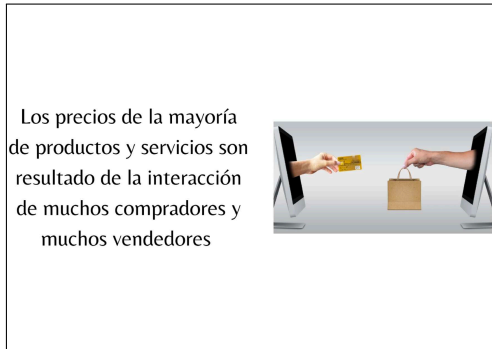 Los precios de la mayoría
de productos y servicios son
resultado de la interacción
de muchos compradores y
muchos vendedores